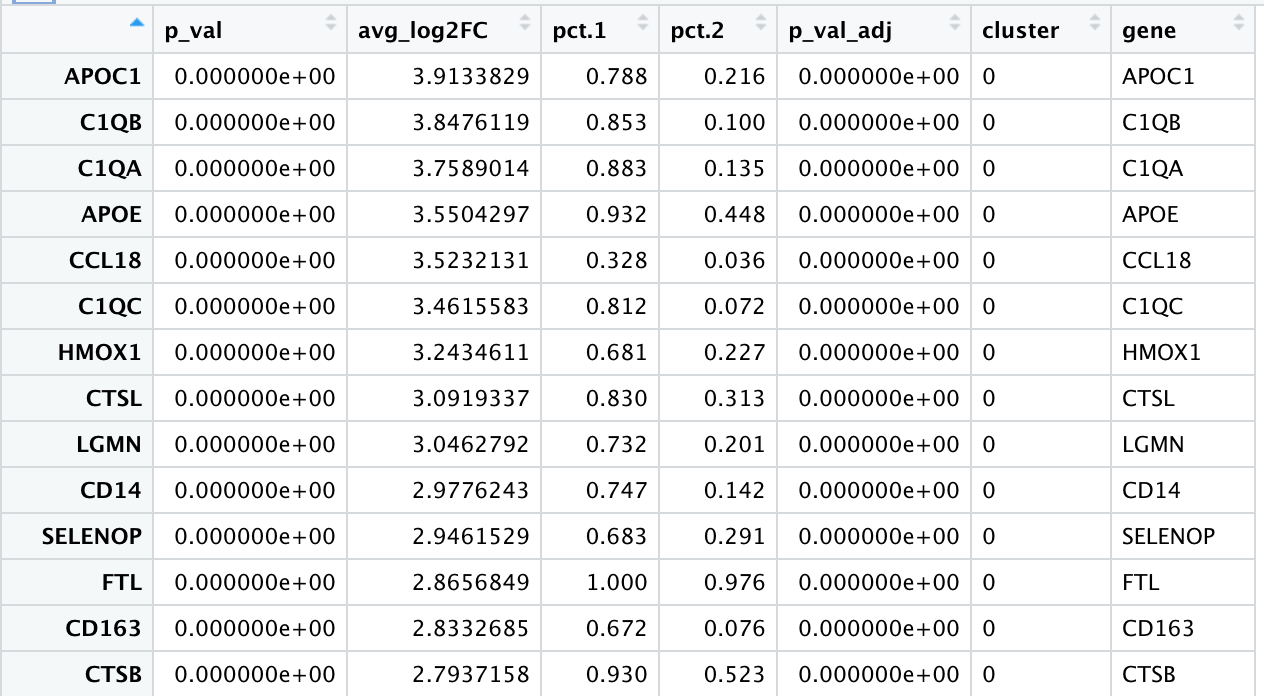 p_val avg_log2FC pct.1 pct.2 p_val_adj cluster gene
APOC1 0.000000e+00 3.9133829 0.788 0.216 0.000000e+00 0 APOC1
C1QB 0.000000e+00 3.8476119 0.853 0.100 0.000000e+00 0 C1QB
C1QA 0.000000e+00 3.7589014 0.883 0.135 0.000000e+00 0 C1QA
APOE 0.000000e+00 3.5504297 0.932 0.448 0.000000e+00 0 APOE
CCL18 0.000000e+00 3.5232131 0.328 0.036 0.000000e+00 0 CCL18
C1QC 0.000000e+00 3.4615583 0.812 0.072 0.000000e+00 0 C1QC
HMOX1 0.000000e+00 3.2434611 0.681 0.227 0.000000e+00 0 HMOX1
CTSL 0.000000e+00 3.0919337 0.830 0.313 0.000000e+00 0 CTSL
LGMN 0.000000e+00 3.0462792 0.732 0.201 0.000000e+00 0 LGMN
CD14 0.000000e+00 2.9776243 0.747 0.142 0.000000e+00 0 CD14
SELENOP 0.000000e+00 2.9461529 0.683 0.291 0.000000e+00 0 SELENOP
FTL 0.000000e+00 2.8656849 1.000 0.976 0.000000e+00 0 FTL
CD163 0.000000e+00 2.8332685 0.672 0.076 0.000000e+00 0 CD163
CTSB 0.000000e+00 2.7937158 0.930 0.523 0.000000e+00 0 CTSB